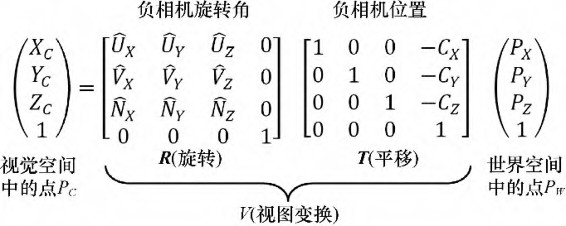 负相机旋转角 负相机位置
X_C Û_X Û_Y Û_Z 0 1 0 0 −C_X P_X
Y_C = V̂_X V̂_Y V̂_Z 0 0 1 0 −C_Y P_Y
Z_C N̂_X N̂_Y N̂_Z 0 0 0 1 −C_Z P_Z
1 0 0 0 1 0 0 0 1 1
视觉空间 R(旋转) T(平移) 世界空间
中的点P_C 中的点P_W
V(视图变换)